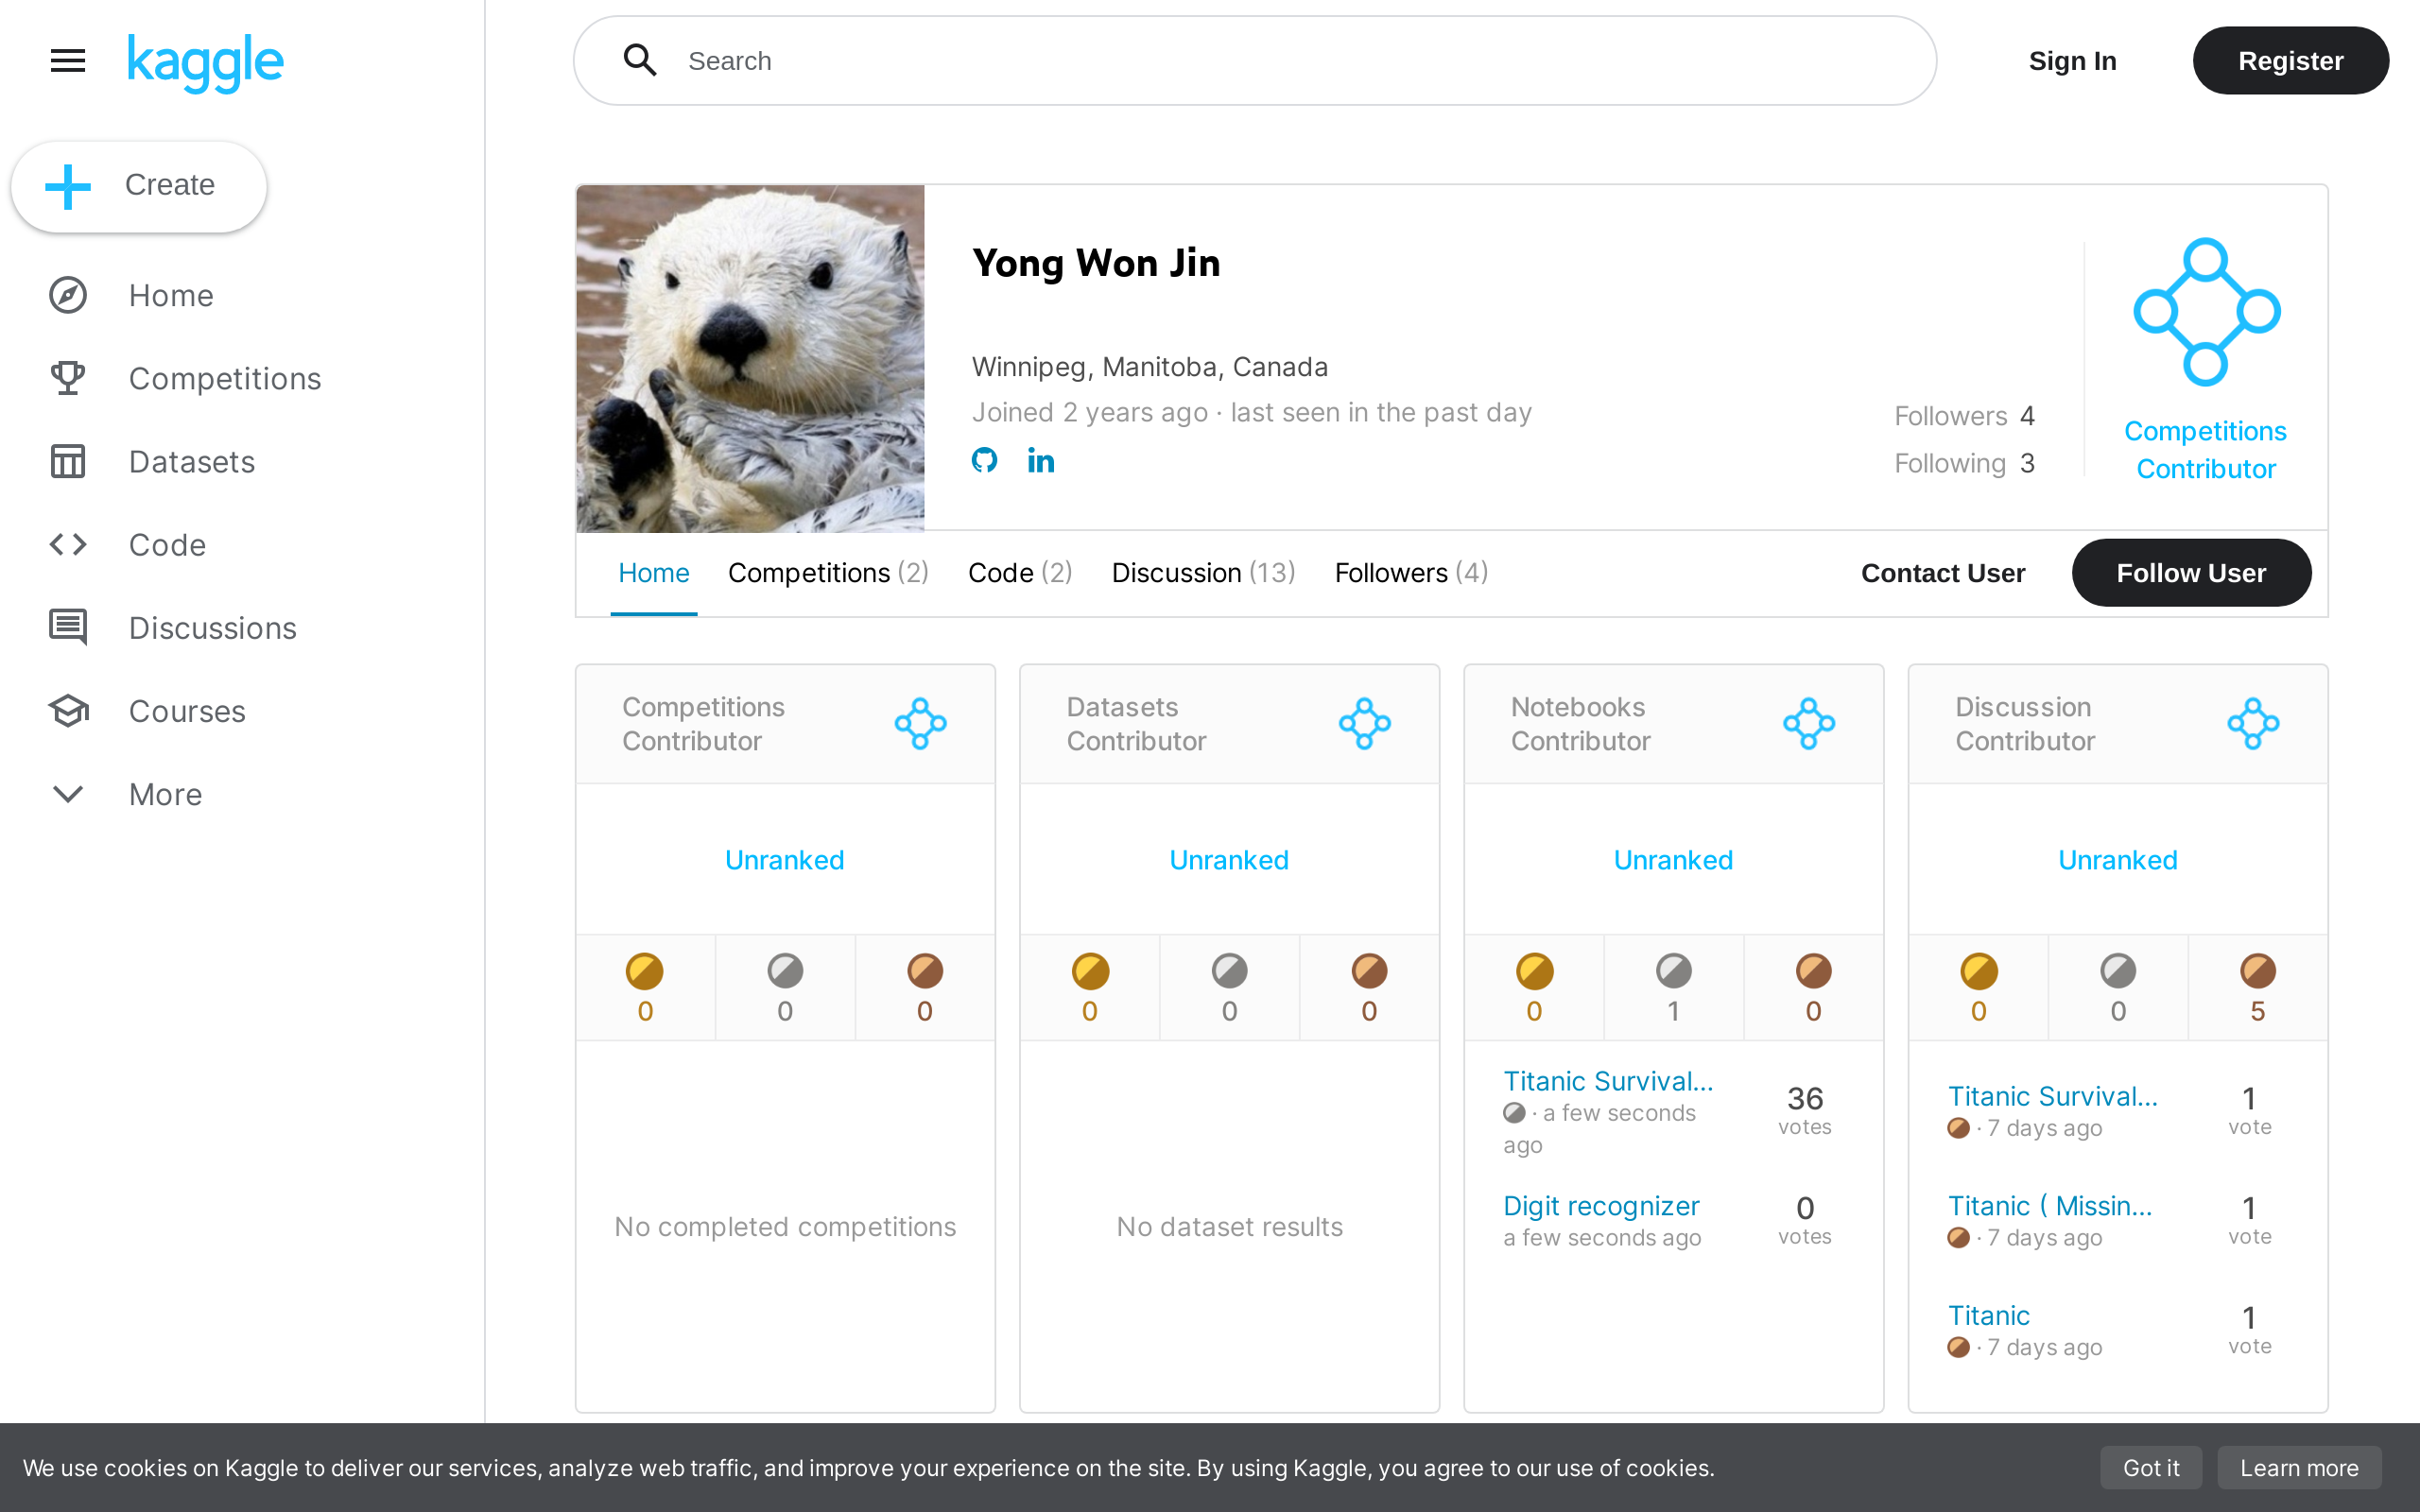 kaggle
Search
Sign In
Register
Create
Home
Competitions
Datasets
Code
Discussions
Courses
More
Yong Won Jin
Winnipeg, Manitoba, Canada
Joined 2 years ago · last seen in the past day
Followers 4
Following 3
Competitions
Contributor
Home
Competitions (2)
Code (2)
Discussion (13)
Followers (4)
Contact User
Follow User
Competitions
Contributor
Unranked
0 0 0
No completed competitions
Datasets
Contributor
Unranked
0 0 0
No dataset results
Notebooks
Contributor
Unranked
0 1 0
Titanic Survival...
· a few seconds
ago
36
votes
Digit recognizer
a few seconds ago
0
votes
Discussion
Contributor
Unranked
0 0 5
Titanic Survival...
· 7 days ago
1
vote
Titanic ( Missin...
· 7 days ago
1
vote
Titanic
· 7 days ago
1
vote
We use cookies on Kaggle to deliver our services, analyze web traffic, and improve your experience on the site. By using Kaggle, you agree to our use of cookies.
Got it
Learn more